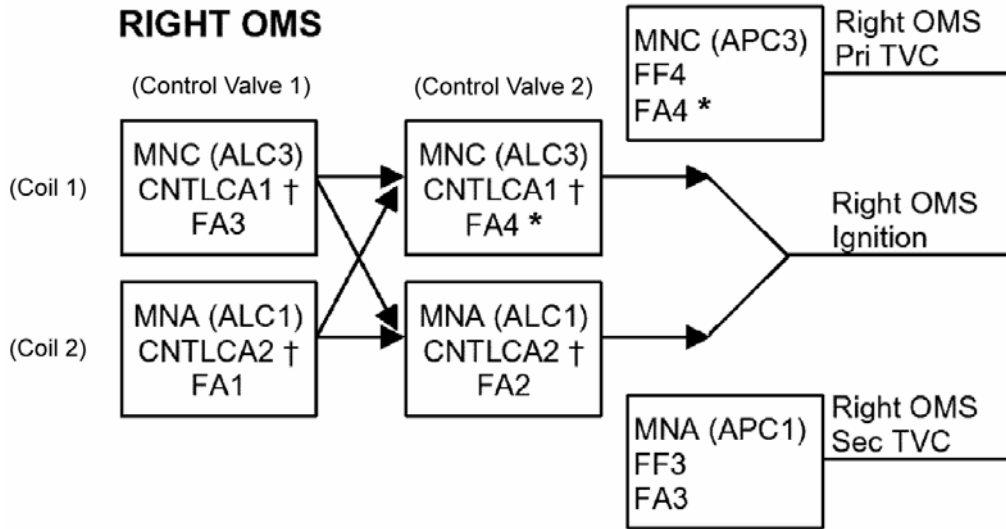 RIGHT OMS
(Control Valve 1)
(Control Valve 2)
(Coil 1)
MNC (ALC3)
CNTLCA1 †
FA3
MNC (ALC3)
CNTLCA1 †
FA4 *
(Coil 2)
MNA (ALC1)
CNTLCA2 †
FA1
MNA (ALC1)
CNTLCA2 †
FA2
MNC (APC3)
FF4
FA4 *
Right OMS
Pri TVC
Right OMS
Ignition
MNA (APC1)
FF3
FA3
Right OMS
Sec TVC